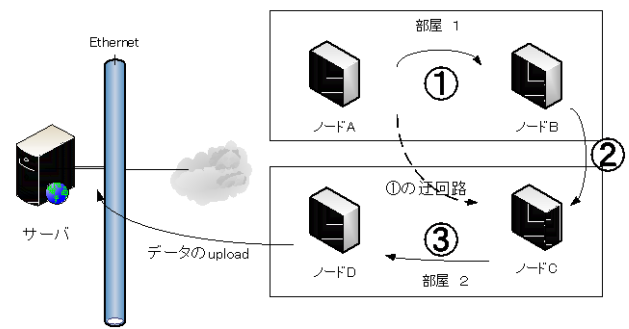 Ethernet
部屋 1
①
ノードA
ノードB
②
サーバ
データのupload
①の迂回路
③
ノードD
ノードC
部屋 2